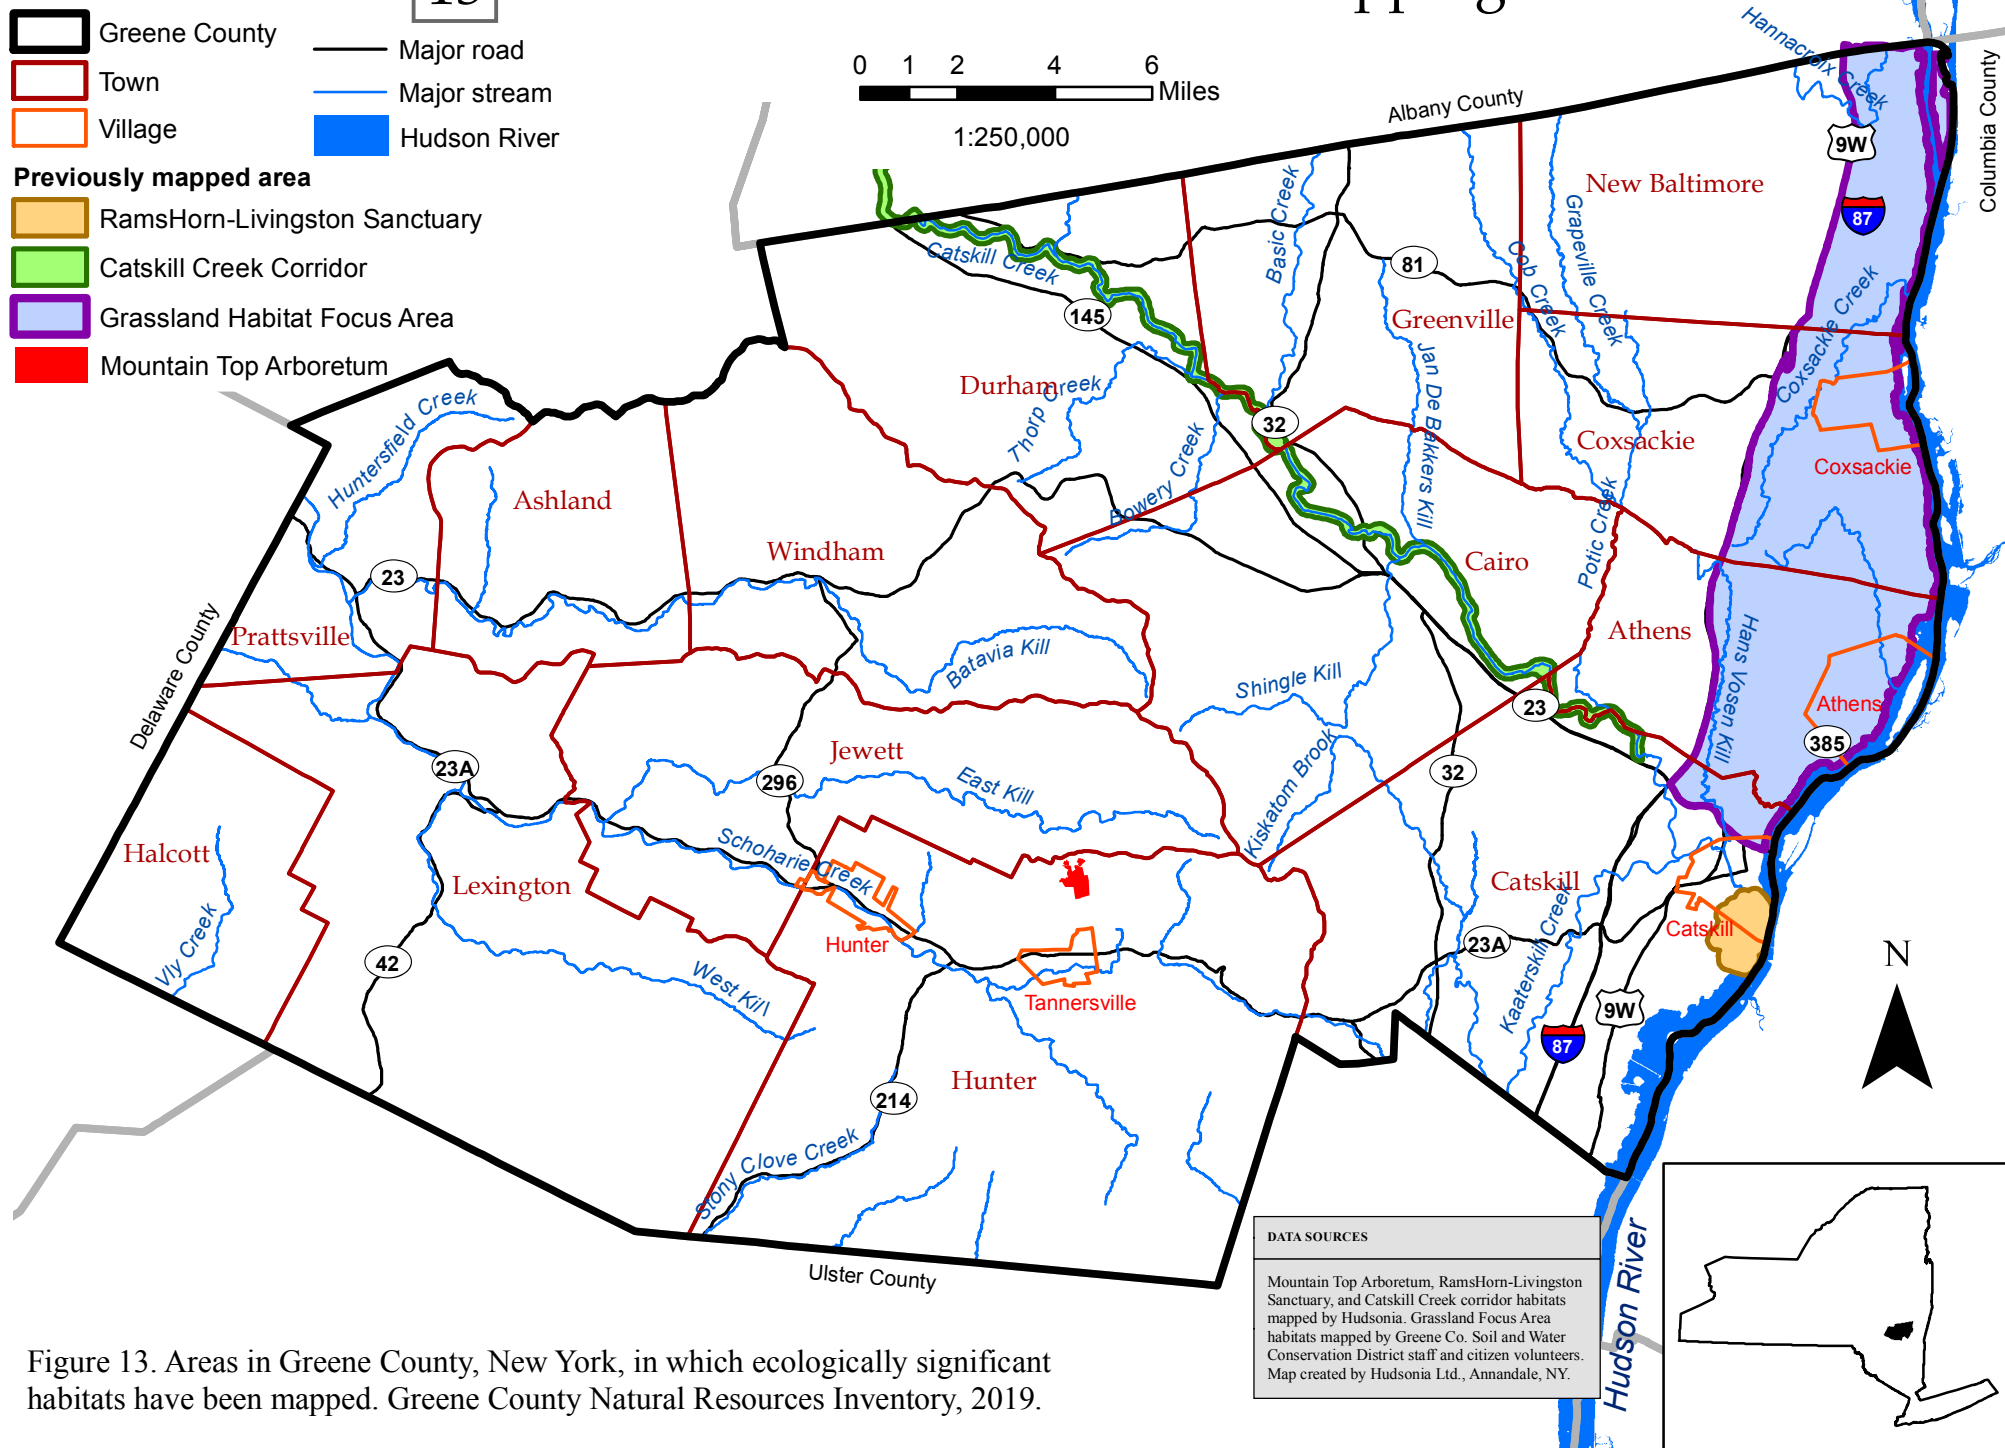 13
pping
Greene County
Town
Village
Major road
Major stream
Hudson River
Previously mapped area
RamsHorn-Livingston Sanctuary
Catskill Creek Corridor
Grassland Habitat Focus Area
Mountain Top Arboretum
0 1 2 4 6
Miles
1:250,000
Albany County
Columbia County
Delaware County
Ulster County
Hannacroix Creek
9W
87
New Baltimore
Basic Creek
Grapeville Creek
Cob Creek
Catskill Creek
81
145
Greenville
Coxsackie Creek
Jan De Bakkers Kill
Durham
Thorp Creek
Huntersfield Creek
32
Bowery Creek
Coxsackie
Coxsackie
Ashland
Windham
Cairo
Potic Creek
23
Prattsville
Athens
Hans Vosen Kill
Batavia Kill
Shingle Kill
Athens
23
385
Jewett
Kiskatom Brook
23A
296
East Kill
32
Schoharie Creek
Halcott
Lexington
Catskill
Catskill
Hunter
23A
Kaaterskill Creek
Vly Creek
42
West Kill
Tannersville
9W
87
N
Hunter
214
Stony Clove Creek
Hudson River
DATA SOURCES
Mountain Top Arboretum, RamsHorn-Livingston
Sanctuary, and Catskill Creek corridor habitats
mapped by Hudsonia. Grassland Focus Area
habitats mapped by Greene Co. Soil and Water
Conservation District staff and citizen volunteers.
Map created by Hudsonia Ltd., Annandale, NY.
Figure 13. Areas in Greene County, New York, in which ecologically significant
habitats have been mapped. Greene County Natural Resources Inventory, 2019.